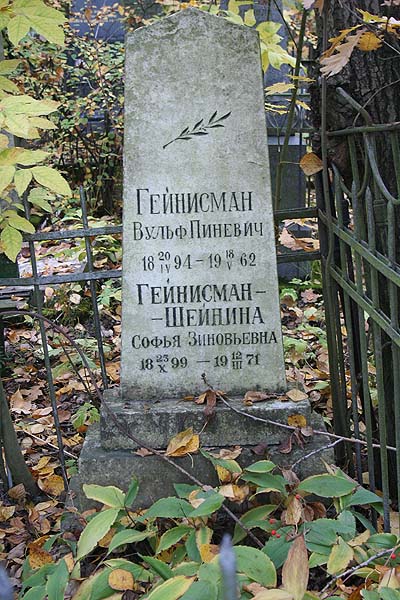 Гейнисман
Вульф Пиневич
18 20/IV 94 - 19 18/V 62
Гейнисман-
-Шейнина
Софья Зиновьевна
18 23/X 99 - 19 12/III 71